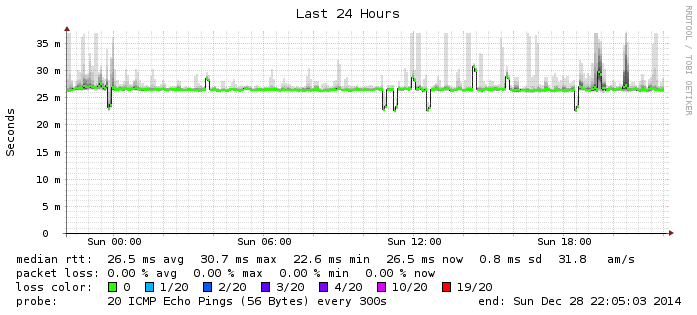 Last 24 Hours
RRDTOOL / TOBI OETIKER
Seconds
35 m
30 m
25 m
20 m
15 m
10 m
5 m
0
Sun 00:00 Sun 06:00 Sun 12:00 Sun 18:00
median rtt: 26.5 ms avg 30.7 ms max 22.6 ms min 26.5 ms now 0.8 ms sd 31.8 am/s
packet loss: 0.00 % avg 0.00 % max 0.00 % min 0.00 % now
loss color: 0 1/20 2/20 3/20 4/20 10/20 19/20
probe: 20 ICMP Echo Pings (56 Bytes) every 300s end: Sun Dec 28 22:05:03 2014